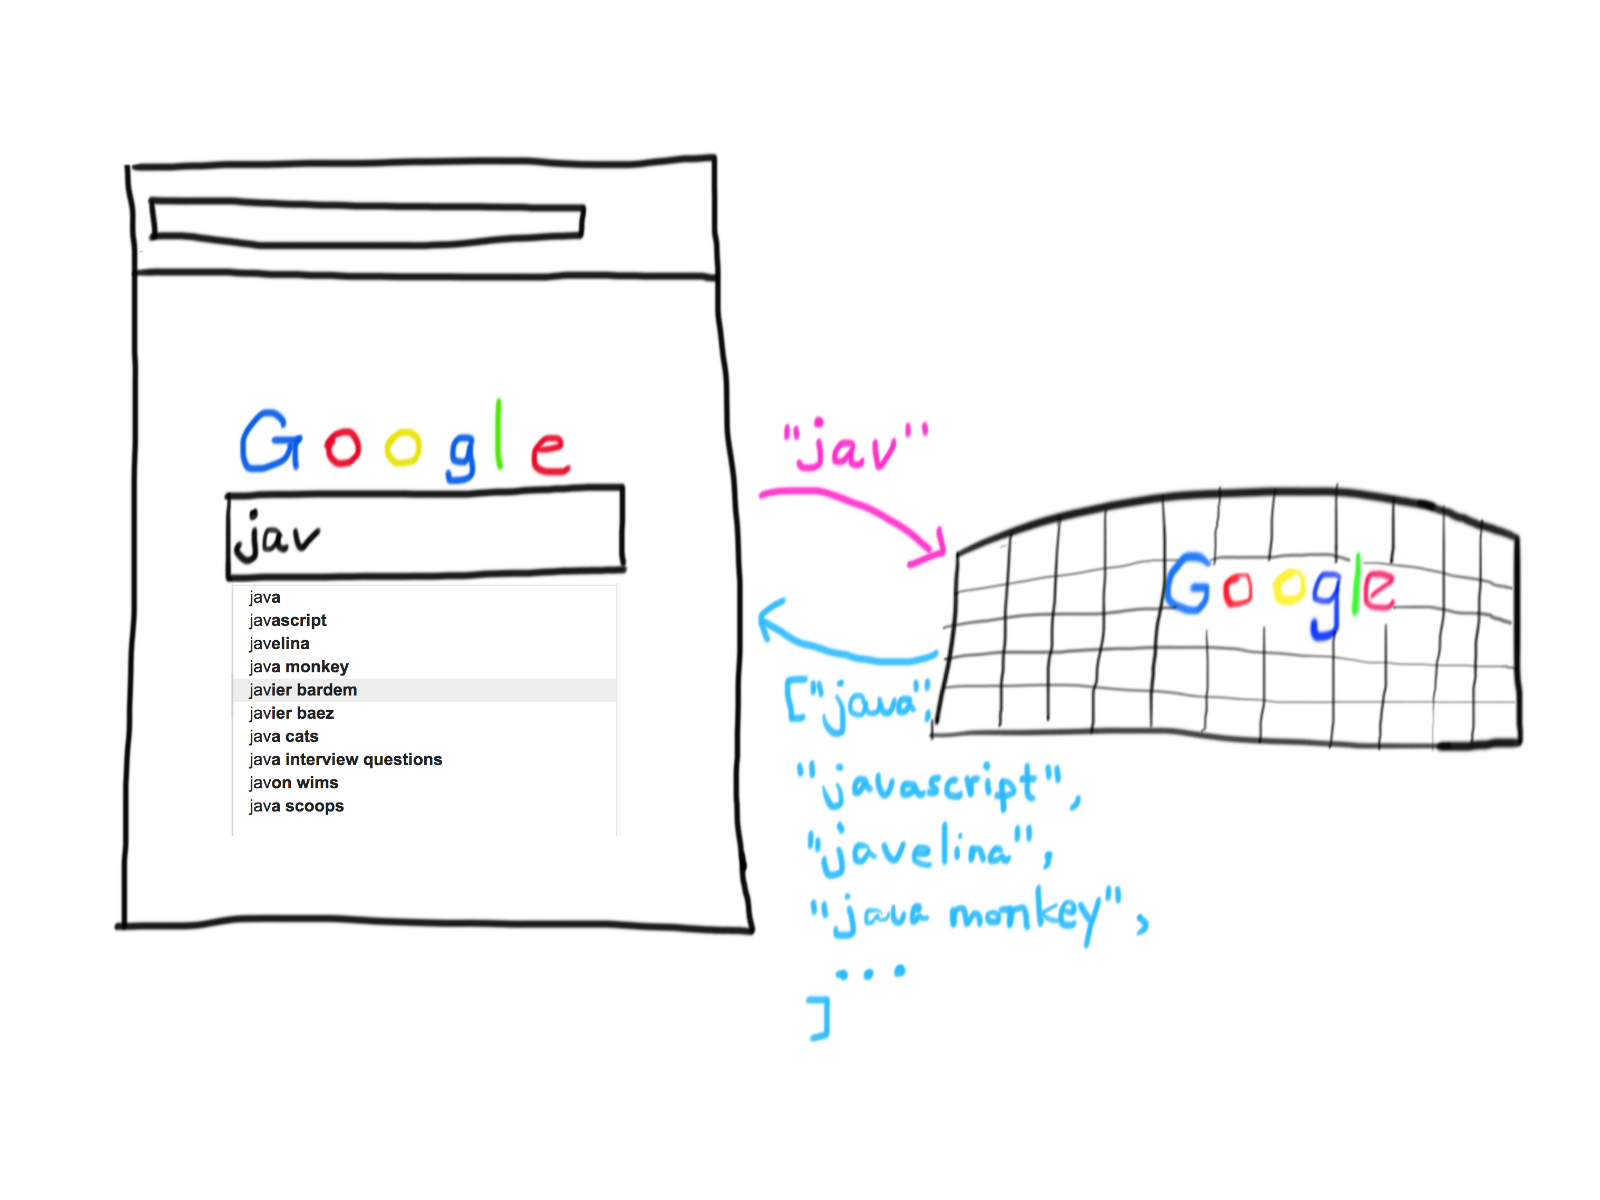 Google
jav
java
javascript
javelina
java monkey
javier bardem
javier baez
java cats
java interview questions
javon wims
java scoops
"jav"
Google
["java",
"javascript",
"javelina",
"java monkey",
...
]